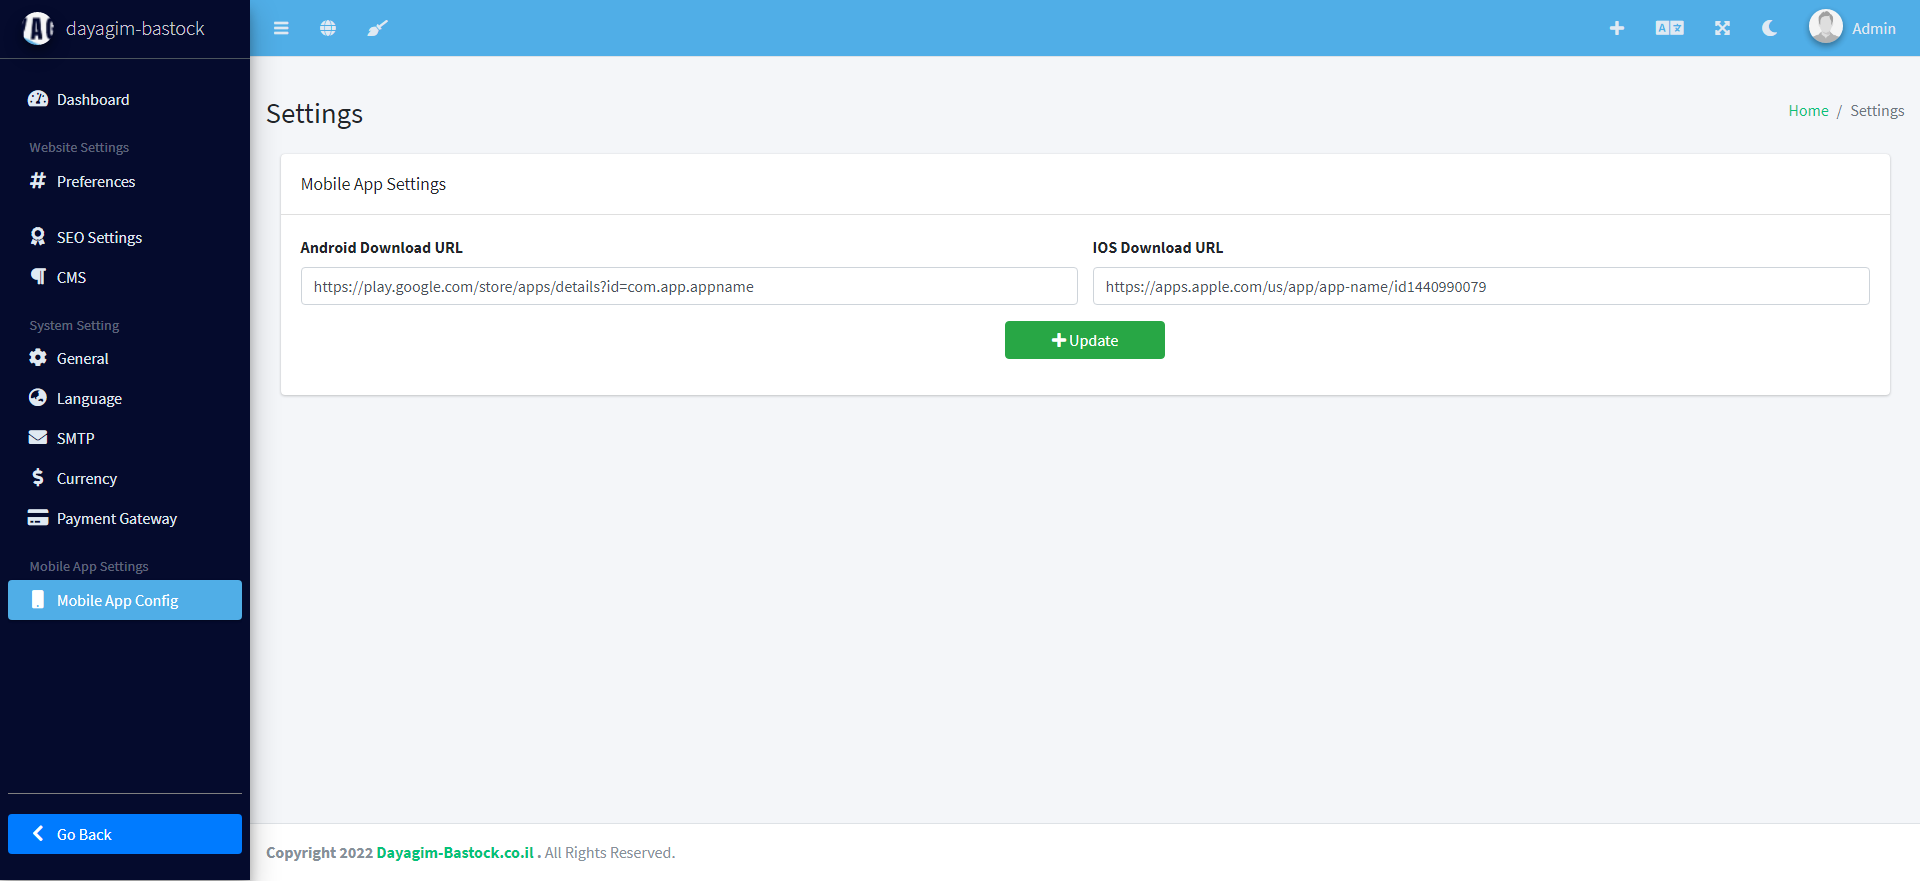 dayagim-bastock
Admin
Dashboard
Website Settings
Preferences
SEO Settings
CMS
System Setting
General
Language
SMTP
Currency
Payment Gateway
Mobile App Settings
Mobile App Config
Go Back
Settings
Home / Settings
Mobile App Settings
Android Download URL
https://play.google.com/store/apps/details?id=com.app.appname
IOS Download URL
https://apps.apple.com/us/app/app-name/id1440990079
Update
Copyright 2022 Dayagim-Bastock.co.il . All Rights Reserved.